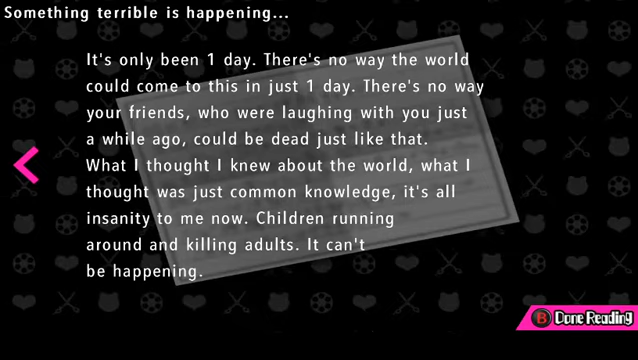 Something terrible is happening...
It's only been 1 day. There's no way the world
could come to this in just 1 day. There's no way
your friends, who were laughing with you just
a while ago, could be dead just like that.
What I thought I knew about the world, what I
thought was just common knowledge, it's all
insanity to me now. Children running
around and killing adults. It can't
be happening.
B Done Reading